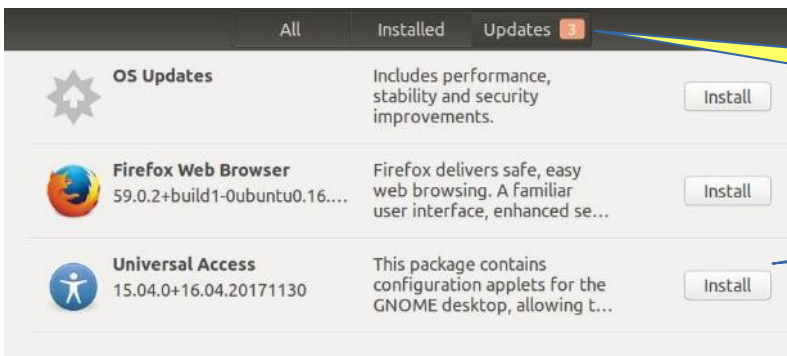 All Installed Updates 3
OS Updates
Includes performance,
stability and security
improvements.
Install
Firefox Web Browser
59.0.2+build1-0ubuntu0.16....
Firefox delivers safe, easy
web browsing. A familiar
user interface, enhanced se...
Install
Universal Access
15.04.0+16.04.20171130
This package contains
configuration applets for the
GNOME desktop, allowing t...
Install